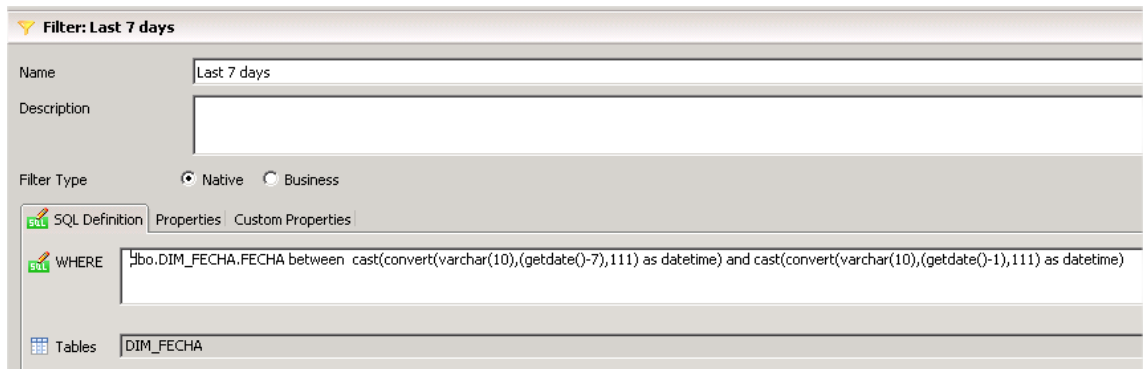 Filter: Last 7 days
Name Last 7 days
Description
Filter Type Native Business
SQL Definition Properties Custom Properties
WHERE dbo.DIM_FECHA.FECHA between cast(convert(varchar(10),(getdate()-7),111) as datetime) and cast(convert(varchar(10),(getdate()-1),111) as datetime)
Tables DIM_FECHA